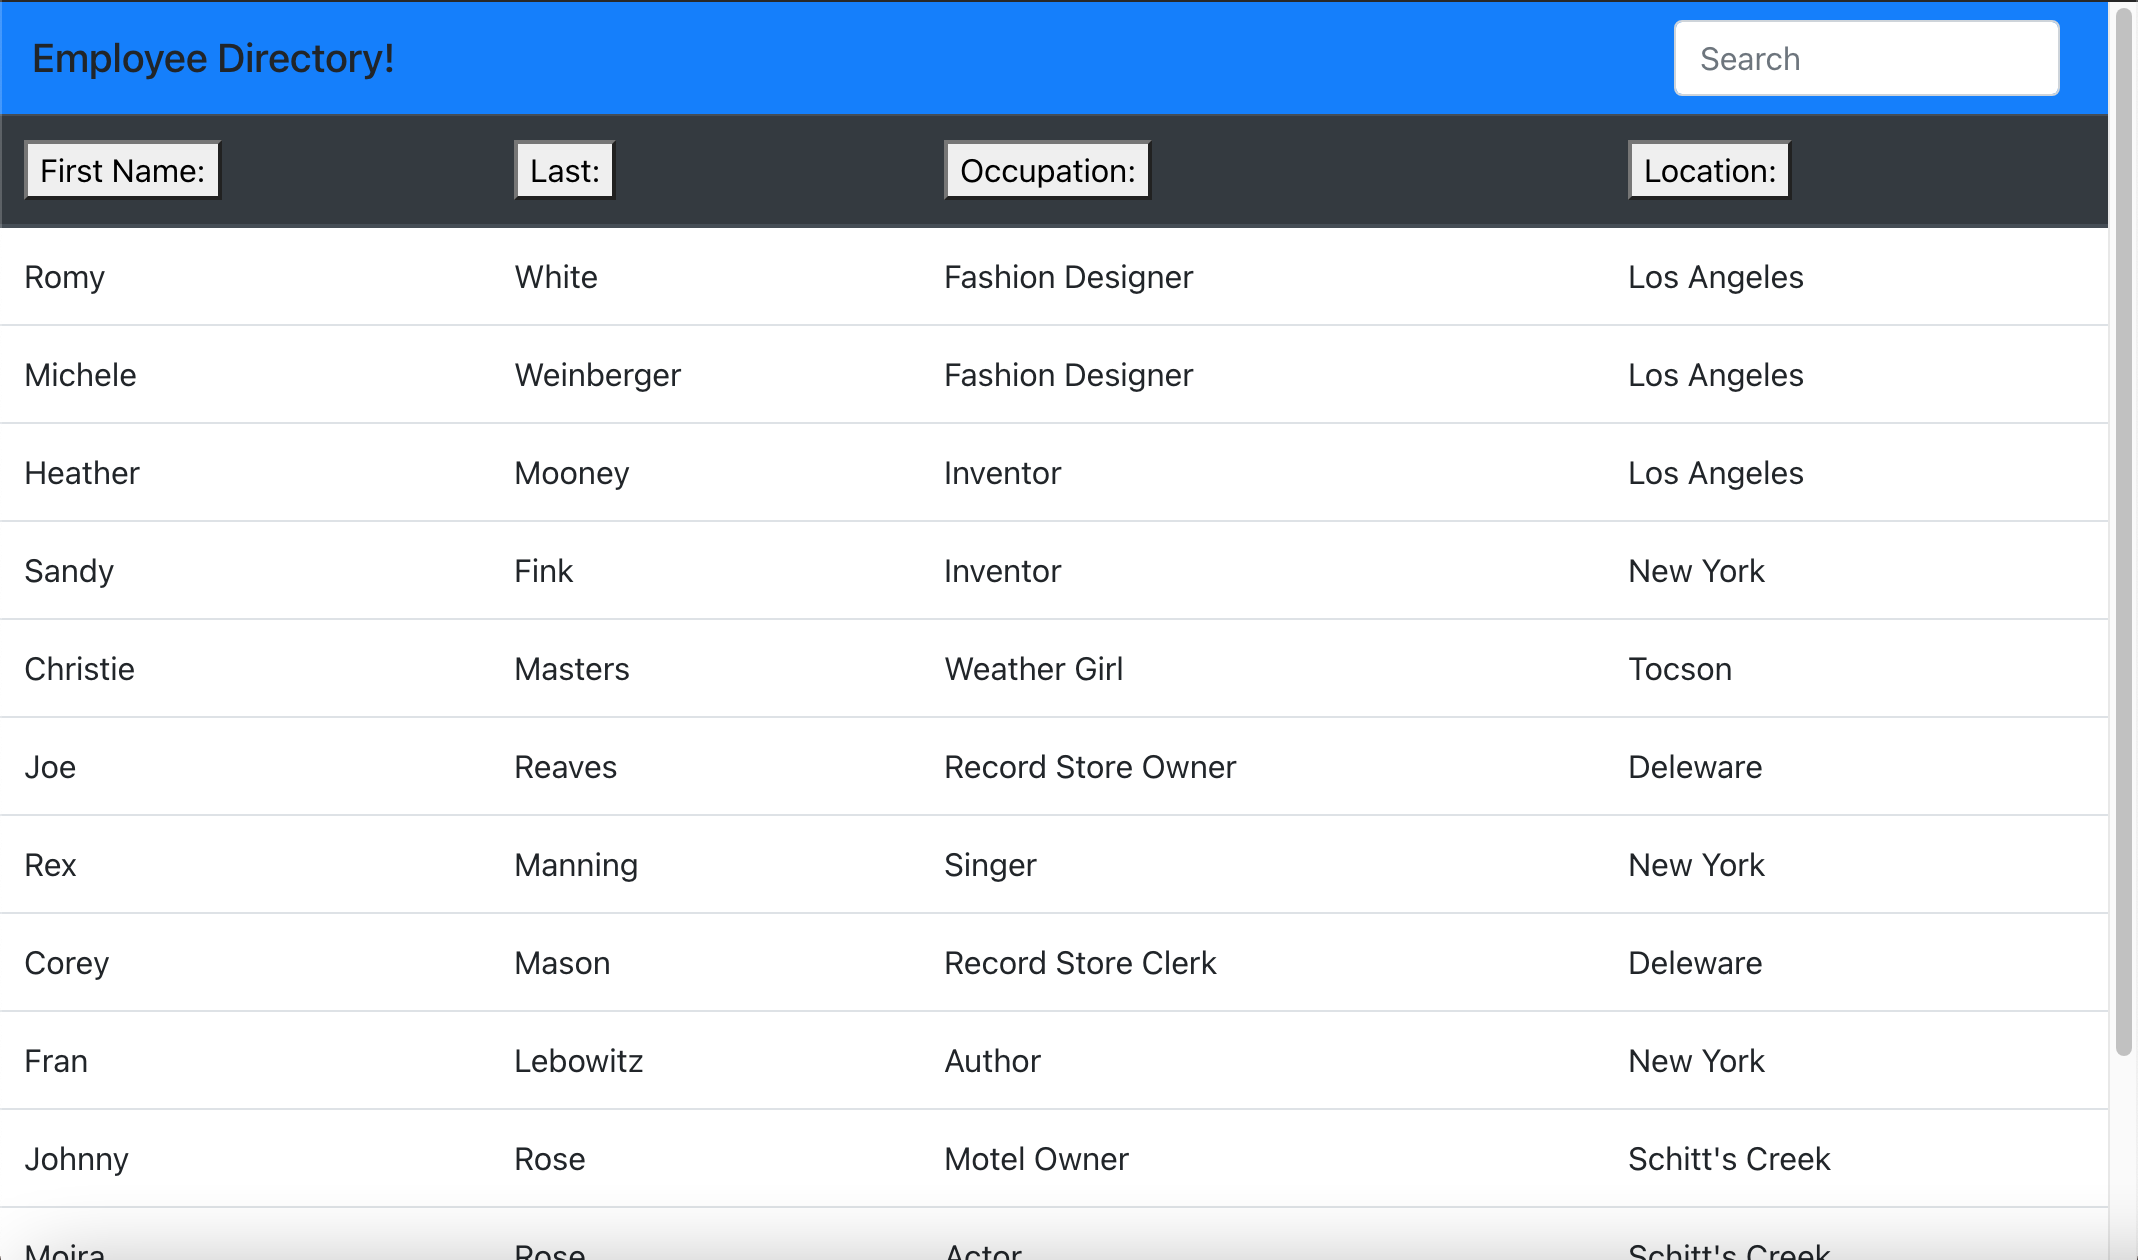 Employee Directory!
Search
First Name: Last: Occupation: Location:
Romy White Fashion Designer Los Angeles
Michele Weinberger Fashion Designer Los Angeles
Heather Mooney Inventor Los Angeles
Sandy Fink Inventor New York
Christie Masters Weather Girl Tocson
Joe Reaves Record Store Owner Deleware
Rex Manning Singer New York
Corey Mason Record Store Clerk Deleware
Fran Lebowitz Author New York
Johnny Rose Motel Owner Schitt's Creek
Moira Rose Actor Schitt's Creek